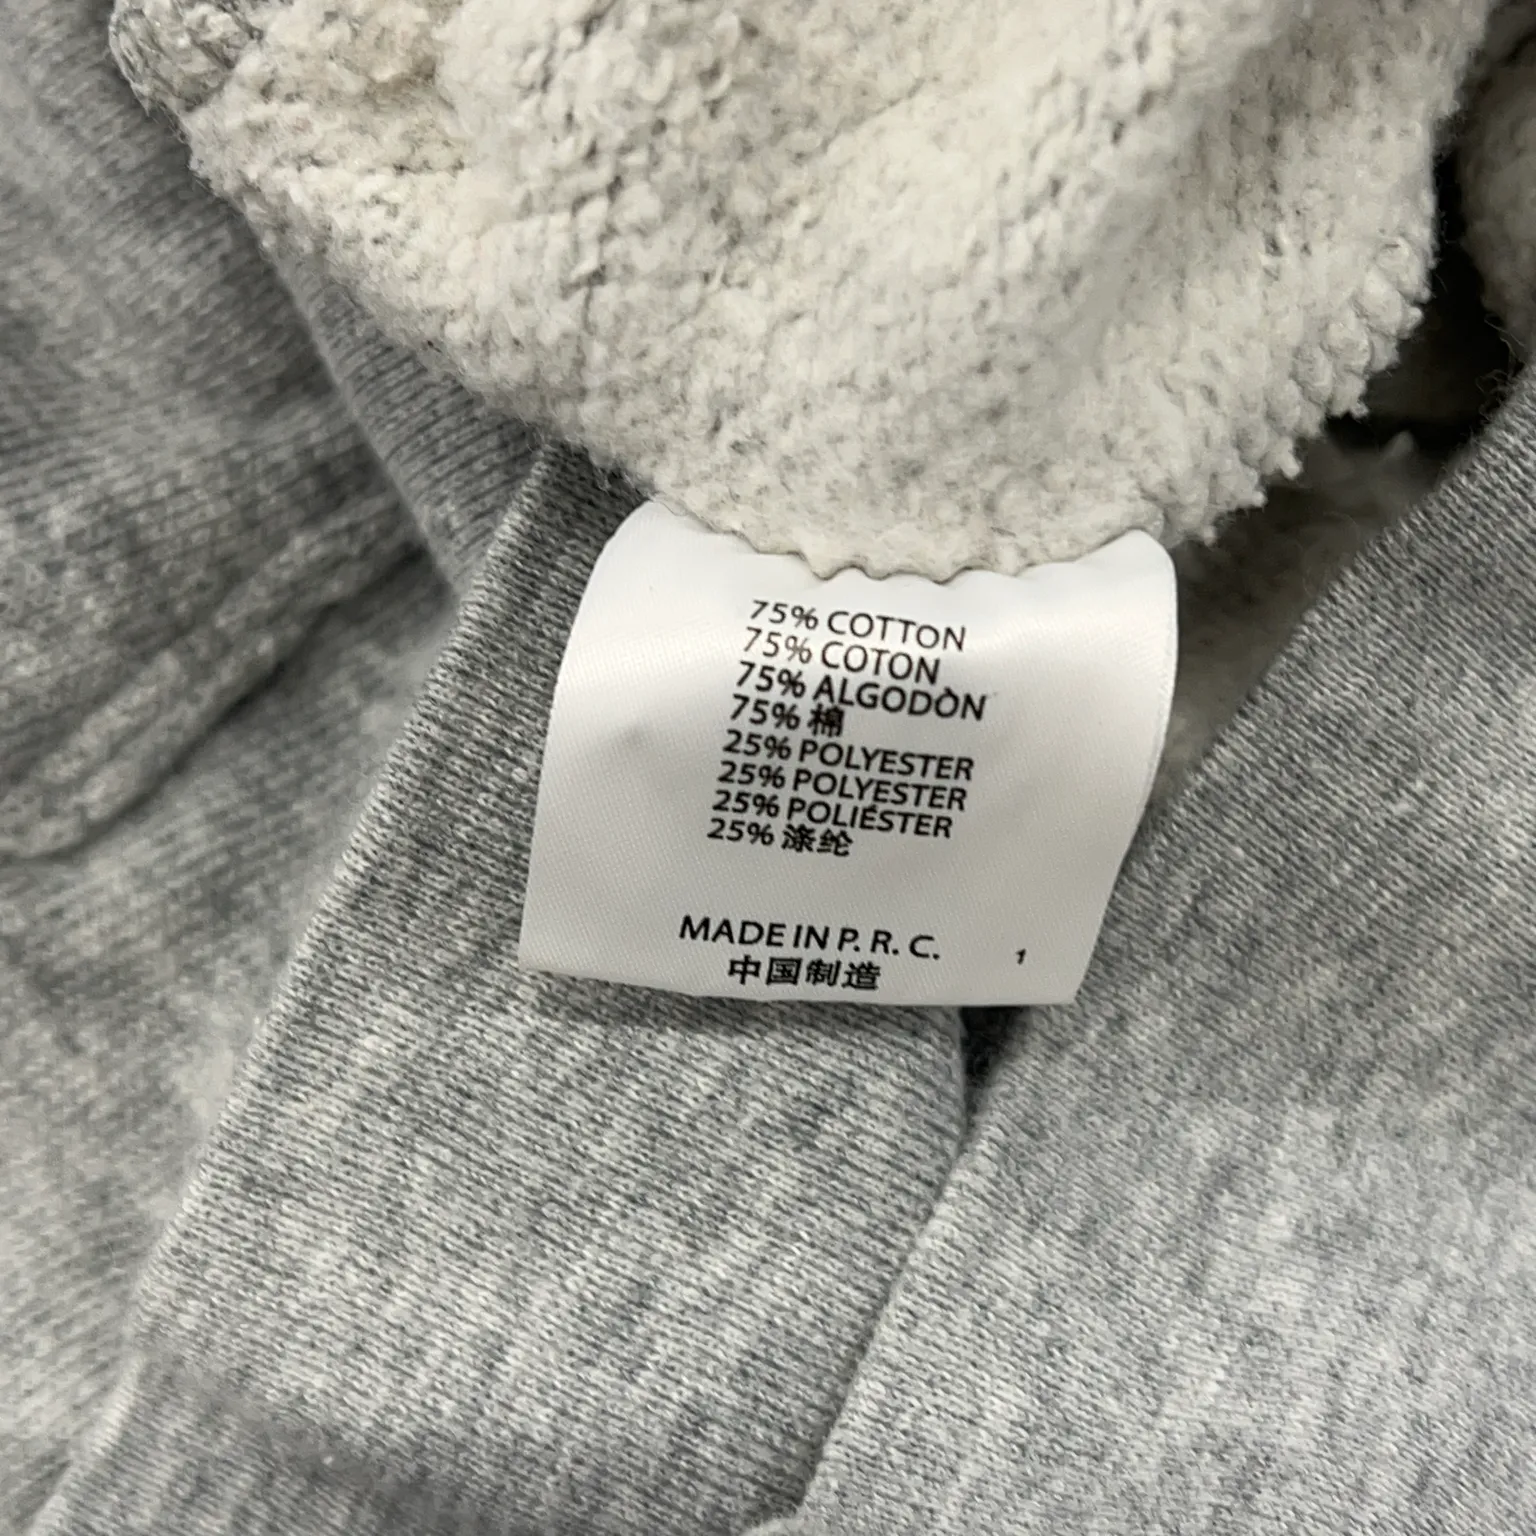 75% COTTON
75% COTON
75% ALGODÒN
75% 棉
25% POLYESTER
25% POLYESTER
25% POLIÉSTER
25% 涤纶
MADE IN P. R. C.
1
中国制造